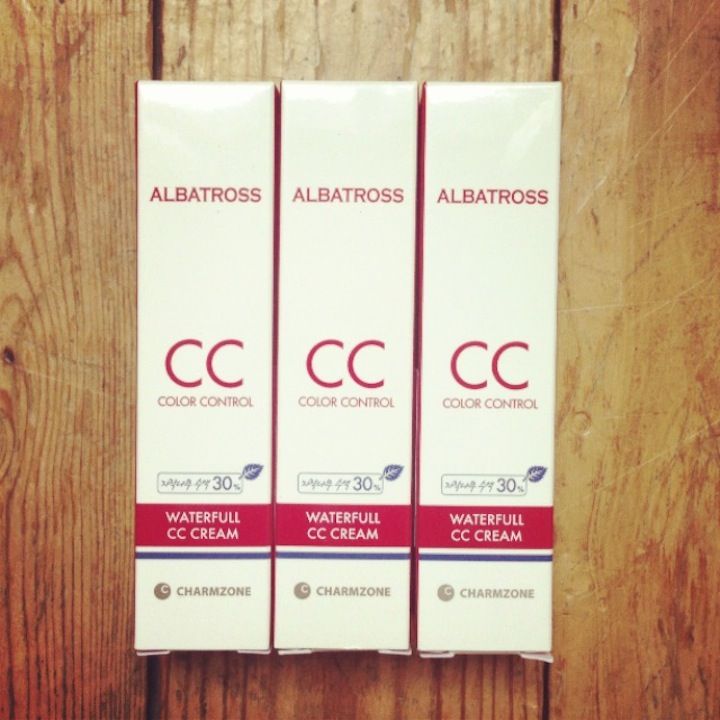 ALBATROSS
CC
COLOR CONTROL
자작나무 수액 30%
WATERFULL
CC CREAM
C CHARMZONE
ALBATROSS
CC
COLOR CONTROL
자작나무 수액 30%
WATERFULL
CC CREAM
C CHARMZONE
ALBATROSS
CC
COLOR CONTROL
자작나무 수액 30%
WATERFULL
CC CREAM
C CHARMZONE